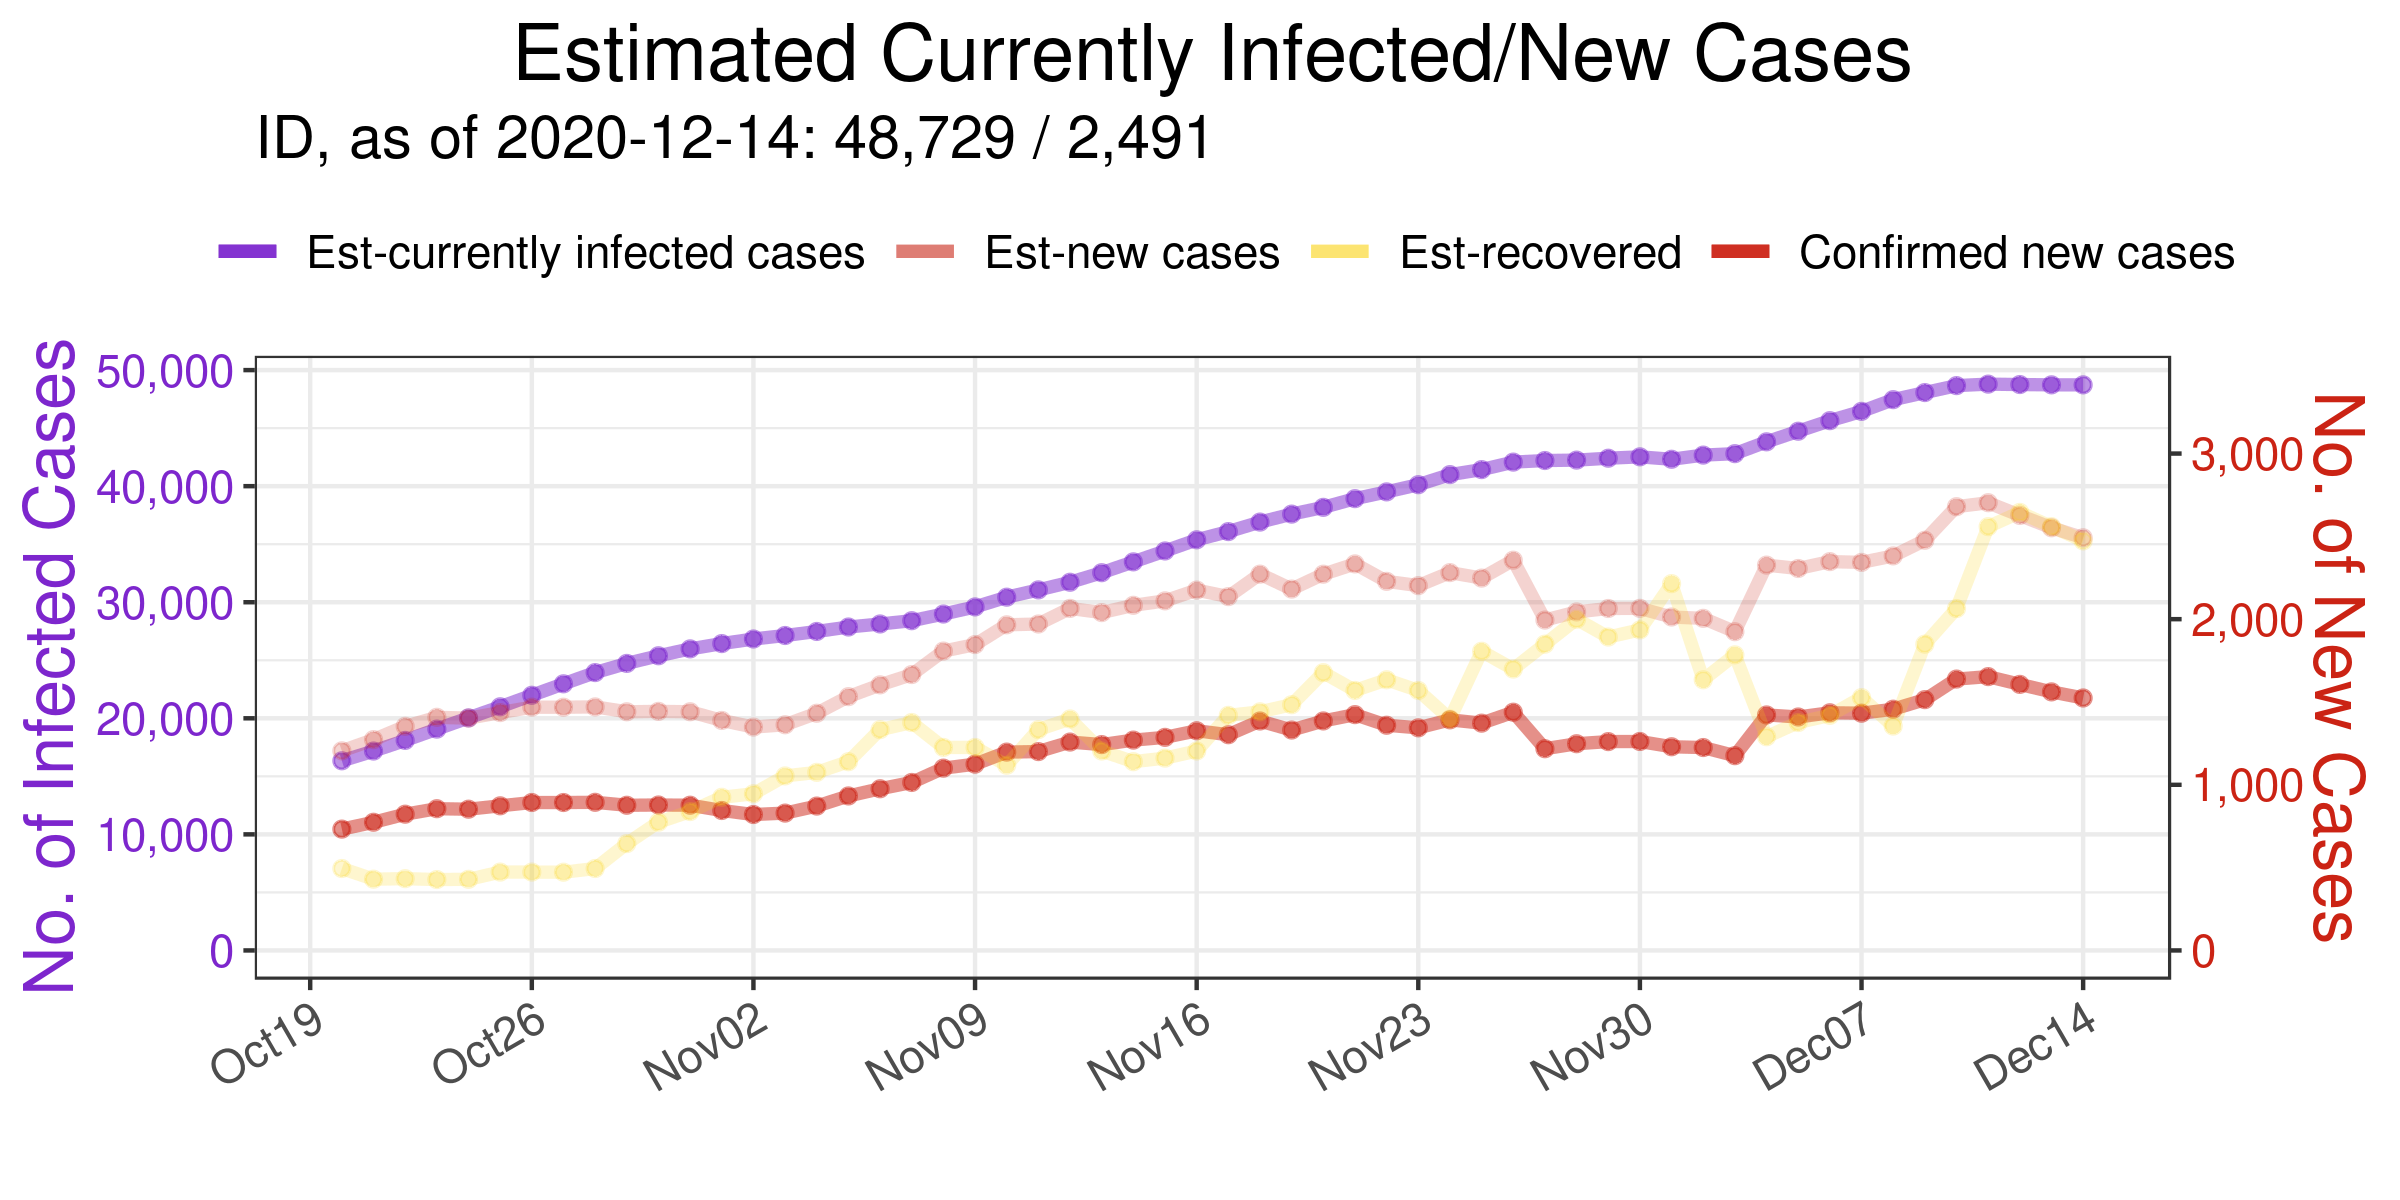 Estimated Currently Infected/New Cases
ID, as of 2020-12-14: 48,729 / 2,491
Est-currently infected cases Est-new cases Est-recovered Confirmed new cases
No. of Infected Cases
50,000
40,000
30,000
20,000
10,000
0
3,000
2,000
1,000
0
No. of New Cases
Oct19 Oct26 Nov02 Nov09 Nov16 Nov23 Nov30 Dec07 Dec14